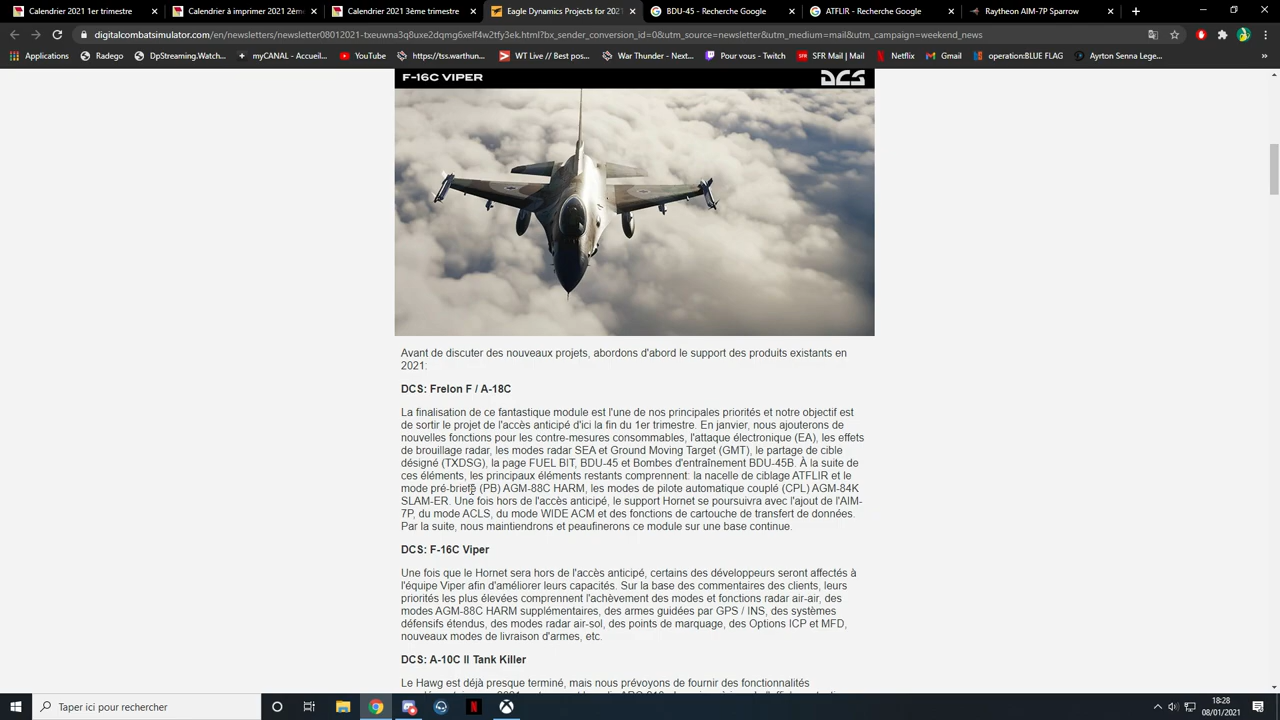 Calendrier 2021 1er trimestre
Calendrier à imprimer 2021 2ème
Calendrier 2021 3ème trimestre
Eagle Dynamics Projects for 2021
BDU-45 - Recherche Google
ATFLIR - Recherche Google
Raytheon AIM-7P Sparrow
digitalcombatsimulator.com/en/newsletters/newsletter08012021-txeuwna3q8uxe2dqmg6xelf4w2tfy3ek.html?bx_sender_conversion_id=0&utm_source=newsletter&utm_medium=mail&utm_campaign=weekend_news
Applications
Radego
DpStreaming.Watch...
myCANAL - Accueil...
YouTube
https://tss.warthun...
WT Live // Best pos...
War Thunder - Next...
Pour vous - Twitch
SFR Mail | Mail
Netflix
Gmail
operation:BLUE FLAG
Ayrton Senna Lege...
»
F-16C VIPER
DCS
Avant de discuter des nouveaux projets, abordons d'abord le support des produits existants en
2021:
DCS: Frelon F / A-18C
La finalisation de ce fantastique module est l'une de nos principales priorités et notre objectif est
de sortir le projet de l'accès anticipé d'ici la fin du 1er trimestre. En janvier, nous ajouterons de
nouvelles fonctions pour les contre-mesures consommables, l'attaque électronique (EA), les effets
de brouillage radar, les modes radar SEA et Ground Moving Target (GMT), le partage de cible
désigné (TXDSG), la page FUEL BIT, BDU-45 et Bombes d'entraînement BDU-45B. À la suite de
ces éléments, les principaux éléments restants comprennent: la nacelle de ciblage ATFLIR et le
mode pré-briefé (PB) AGM-88C HARM, les modes de pilote automatique couplé (CPL) AGM-84K
SLAM-ER. Une fois hors de l'accès anticipé, le support Hornet se poursuivra avec l'ajout de l'AIM-
7P, du mode ACLS, du mode WIDE ACM et des fonctions de cartouche de transfert de données.
Par la suite, nous maintiendrons et peaufinerons ce module sur une base continue.
DCS: F-16C Viper
Une fois que le Hornet sera hors de l'accès anticipé, certains des développeurs seront affectés à
l'équipe Viper afin d'améliorer leurs capacités. Sur la base des commentaires des clients, leurs
priorités les plus élevées comprennent l'achèvement des modes et fonctions radar air-air, des
modes AGM-88C HARM supplémentaires, des armes guidées par GPS / INS, des systèmes
défensifs étendus, des modes radar air-sol, des points de marquage, des Options ICP et MFD,
nouveaux modes de livraison d'armes, etc.
DCS: A-10C II Tank Killer
Le Hawg est déjà presque terminé, mais nous prévoyons de fournir des fonctionnalités
Taper ici pour rechercher
18:28
08/01/2021